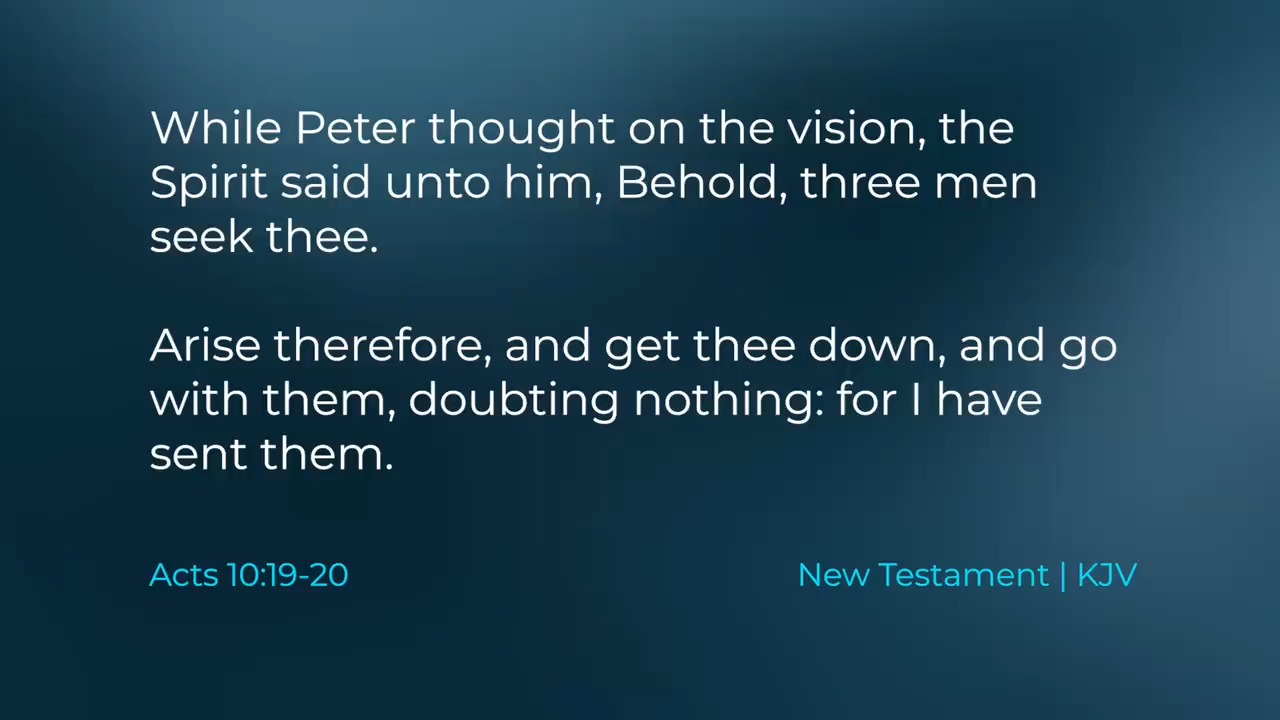 While Peter thought on the vision, the
Spirit said unto him, Behold, three men
seek thee.
Arise therefore, and get thee down, and go
with them, doubting nothing: for I have
sent them.
Acts 10:19-20
New Testament | KJV